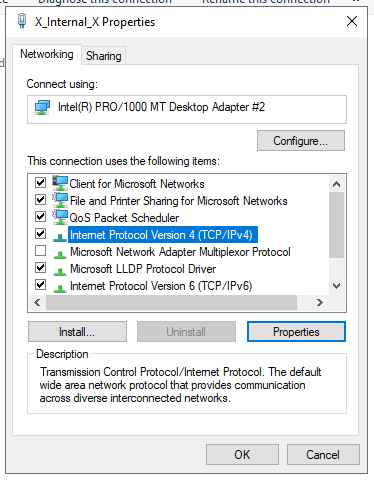 Diagnose this connection
Rename this connection
X_Internal_X Properties
Networking
Sharing
Connect using:
Intel(R) PRO/1000 MT Desktop Adapter #2
Configure...
This connection uses the following items:
Client for Microsoft Networks
File and Printer Sharing for Microsoft Networks
QoS Packet Scheduler
Internet Protocol Version 4 (TCP/IPv4)
Microsoft Network Adapter Multiplexor Protocol
Microsoft LLDP Protocol Driver
Internet Protocol Version 6 (TCP/IPv6)
Install...
Uninstall
Properties
Description
Transmission Control Protocol/Internet Protocol. The default
wide area network protocol that provides communication
across diverse interconnected networks.
OK
Cancel